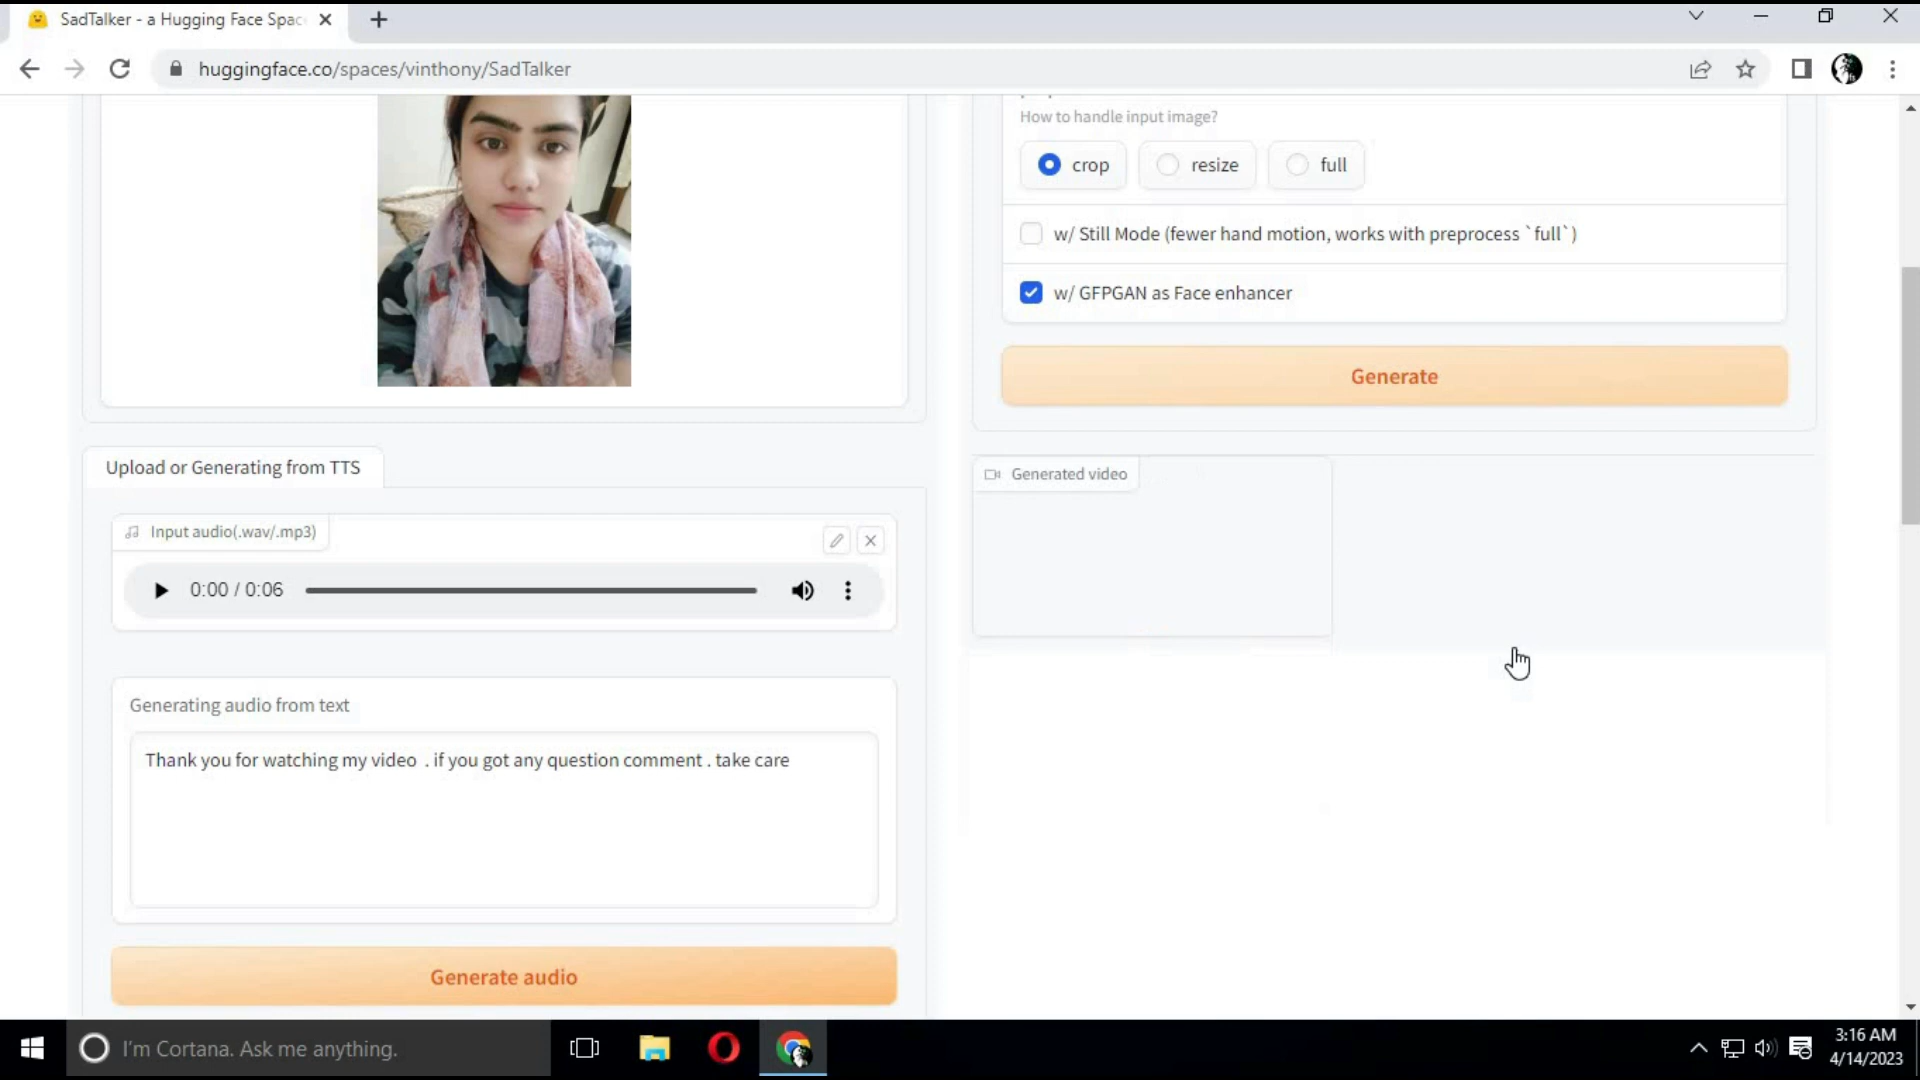 SadTalker - a Hugging Face Spac
huggingface.co/spaces/vinthony/SadTalker
How to handle input image?
crop
resize
full
w/ Still Mode (fewer hand motion, works with preprocess `full`)
w/ GFPGAN as Face enhancer
Generate
Upload or Generating from TTS
Input audio(.wav/.mp3)
0:00 / 0:06
Generating audio from text
Thank you for watching my video . if you got any question comment . take care
Generate audio
Generated video
I'm Cortana. Ask me anything.
3:16 AM
4/14/2023